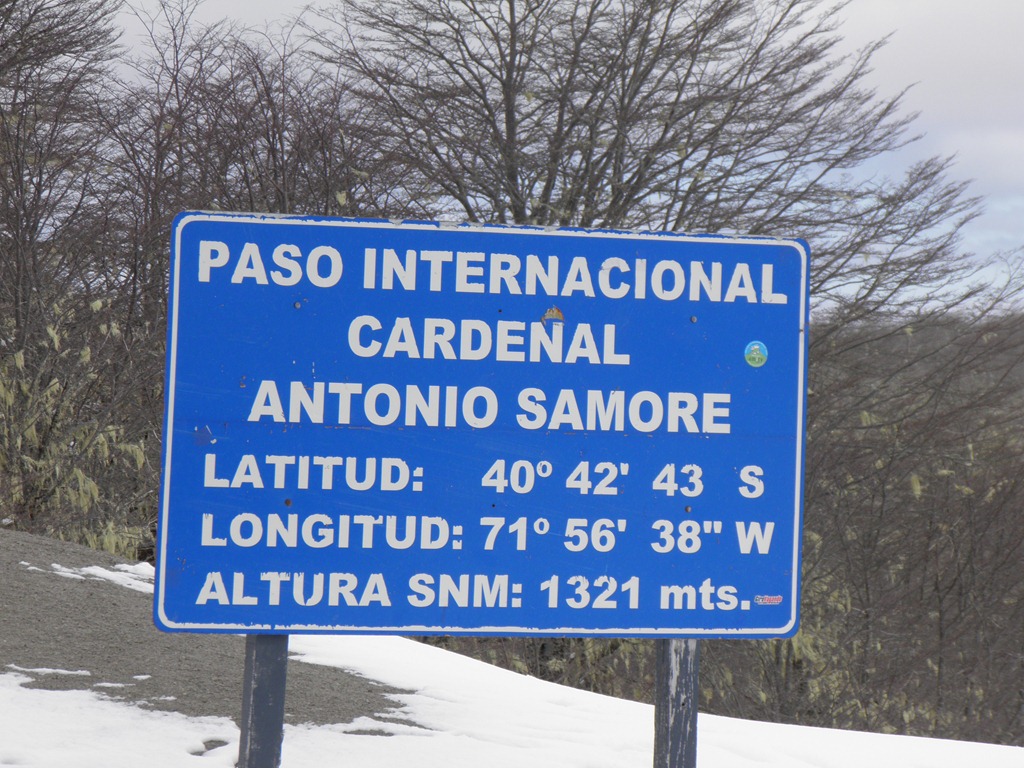 PASO INTERNACIONAL
CARDENAL
ANTONIO SAMORE
LATITUD: 40º 42' 43 S
LONGITUD: 71º 56' 38" W
ALTURA SNM: 1321 mts.